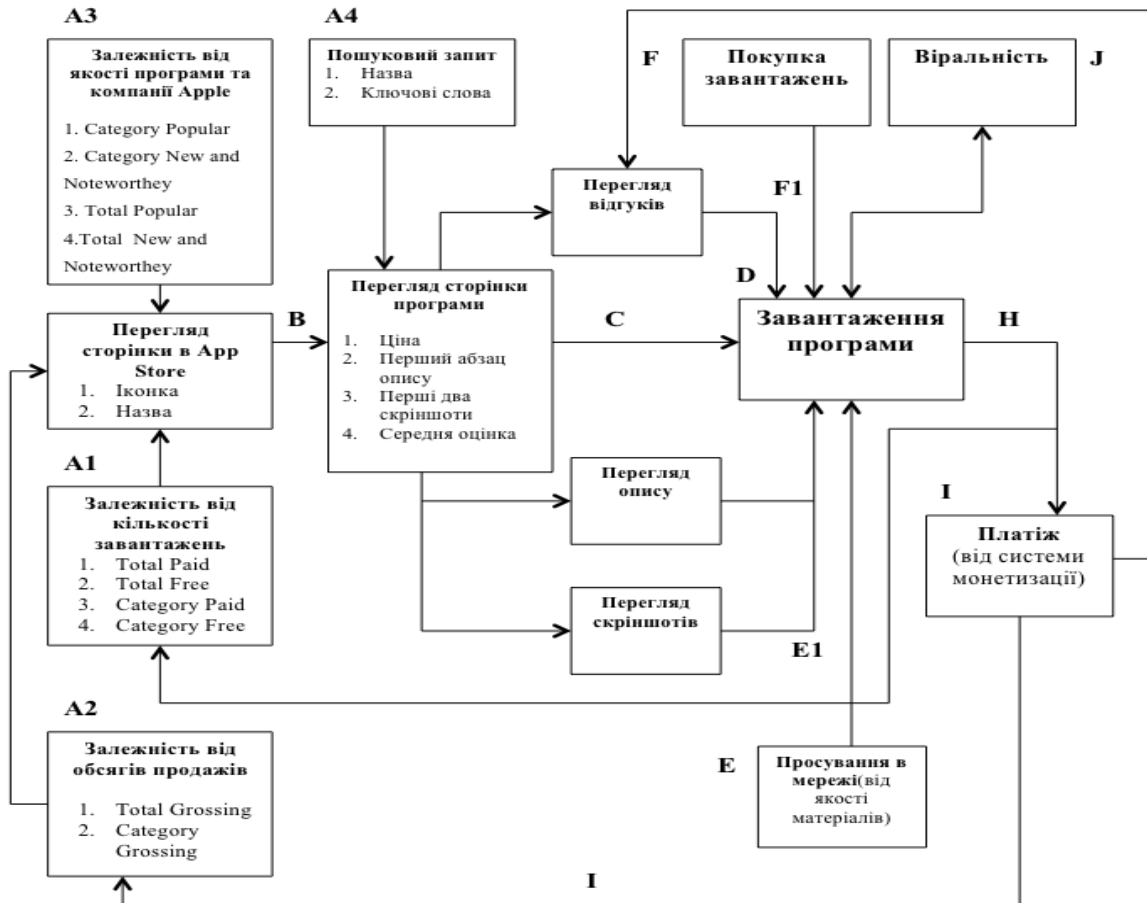 A3
Залежність від
якості програми та
компанії Apple
1. Category Popular
2. Category New and
Noteworthey
3. Total Popular
4.Total New and
Noteworthey
A4
Пошуковий запит
1. Назва
2. Ключові слова
F
Покупка
завантажень
Віральність
J
Перегляд
відгуків
F1
Перегляд
сторінки в App
Store
1. Іконка
2. Назва
B
Перегляд сторінки
програми
1. Ціна
2. Перший абзац
опису
3. Перші два
скріншоти
4. Середня оцінка
C
D
Завантаження
програми
H
A1
Залежність від
кількості
завантажень
1. Total Paid
2. Total Free
3. Category Paid
4. Category Free
Перегляд
опису
Перегляд
скріншотів
E1
I
Платіж
(від системи
монетизації)
A2
Залежність від
обсягів продажів
1. Total Grossing
2. Category
Grossing
E
Просування в
мережі(від
якості
матеріалів)
I